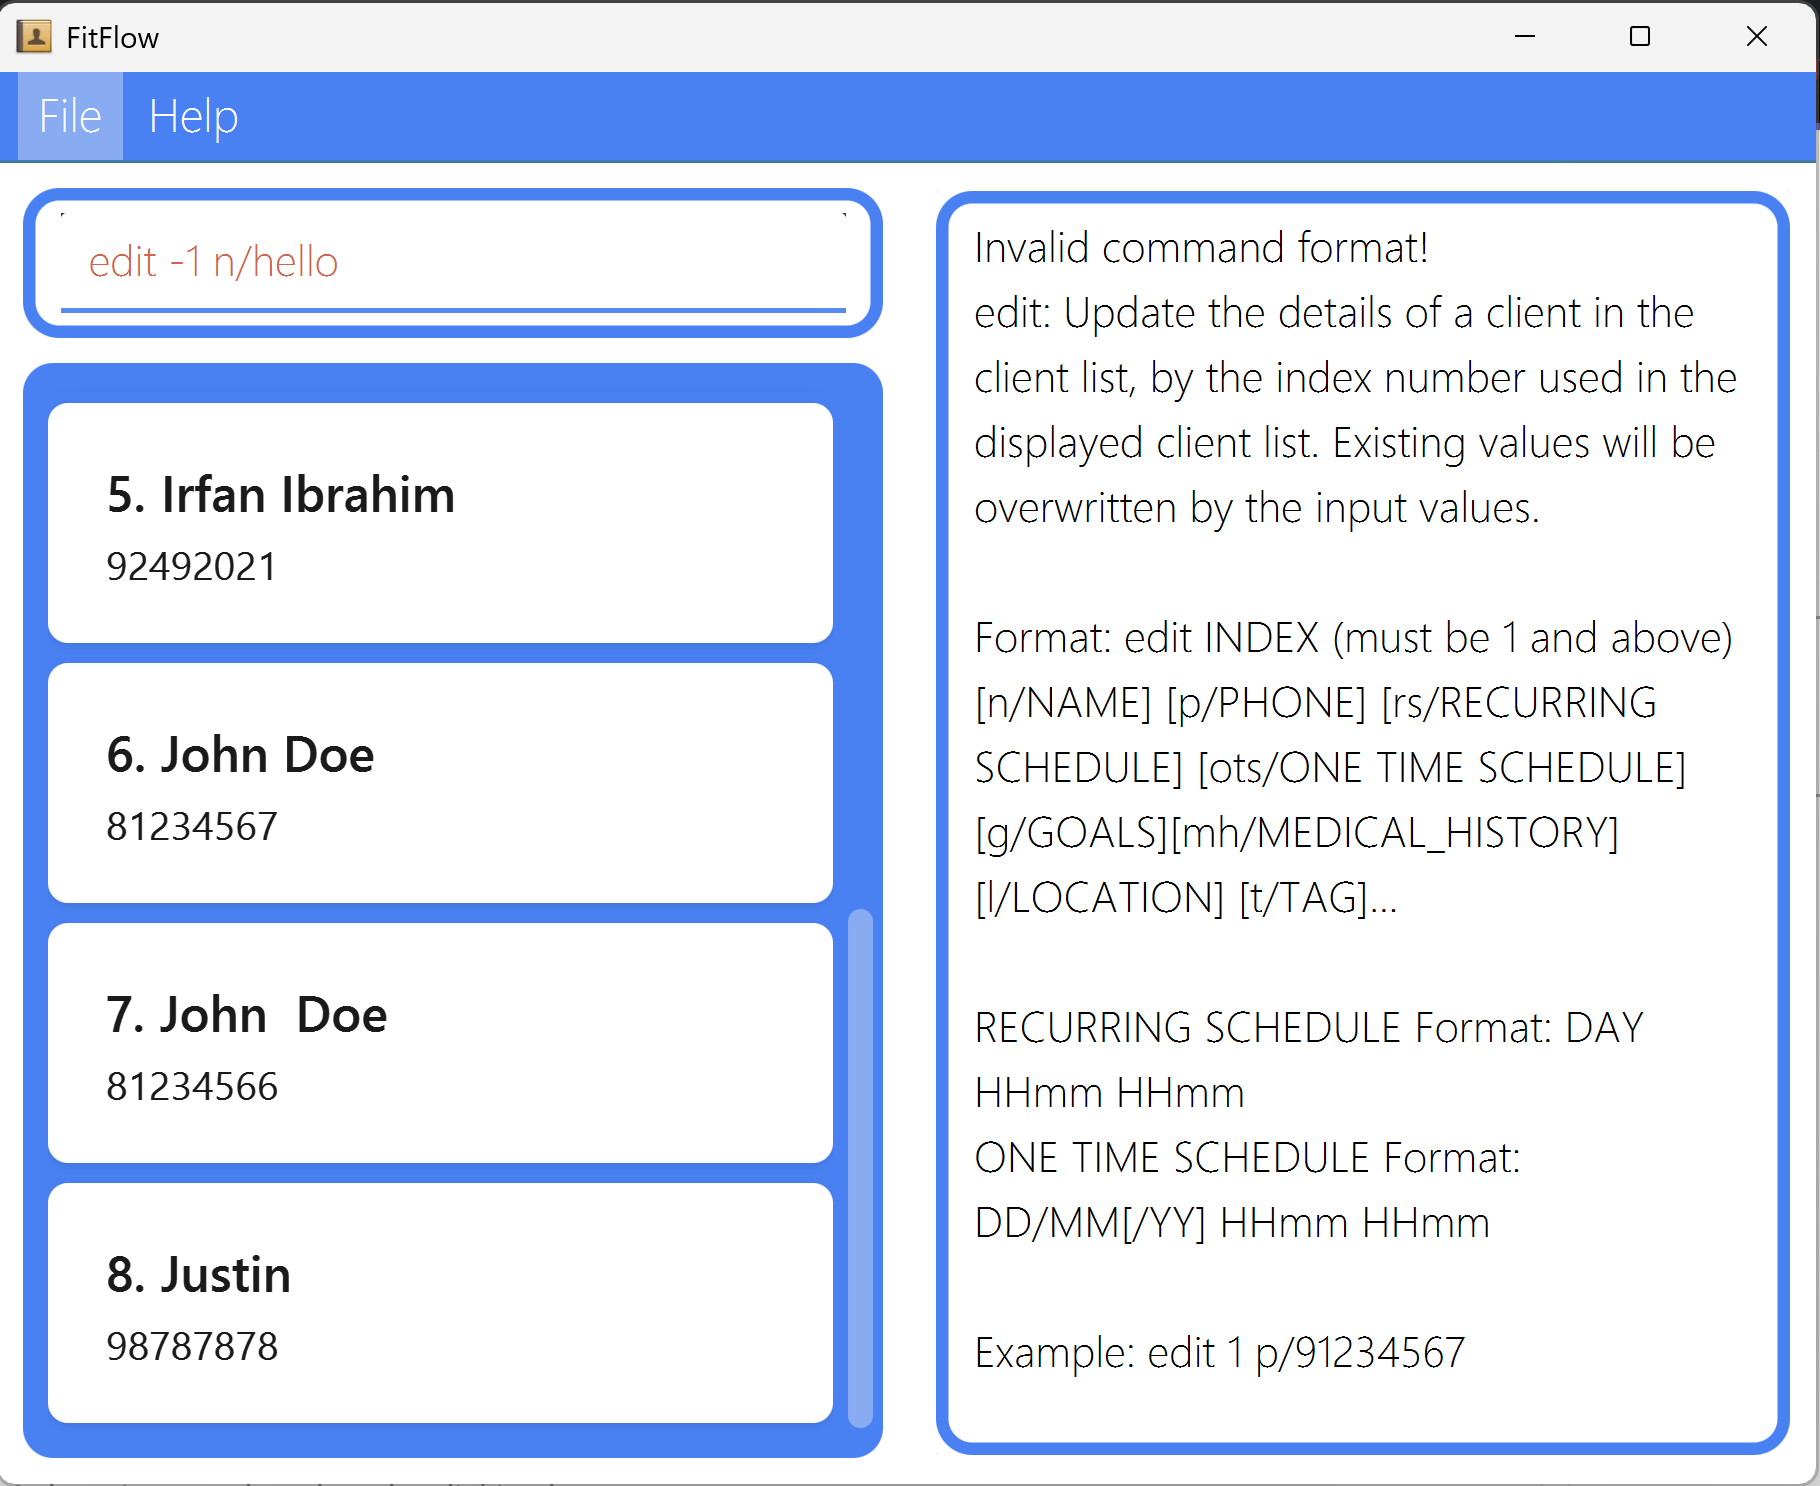 FitFlow
File Help
edit -1 n/hello
5. Irfan Ibrahim
92492021
6. John Doe
81234567
7. John  Doe
81234566
8. Justin
98787878
Invalid command format!
edit: Update the details of a client in the
client list, by the index number used in the
displayed client list. Existing values will be
overwritten by the input values.
Format: edit INDEX (must be 1 and above)
[n/NAME] [p/PHONE] [rs/RECURRING
SCHEDULE] [ots/ONE TIME SCHEDULE]
[g/GOALS][mh/MEDICAL_HISTORY]
[l/LOCATION] [t/TAG]...
RECURRING SCHEDULE Format: DAY
HHmm HHmm
ONE TIME SCHEDULE Format:
DD/MM[/YY] HHmm HHmm
Example: edit 1 p/91234567